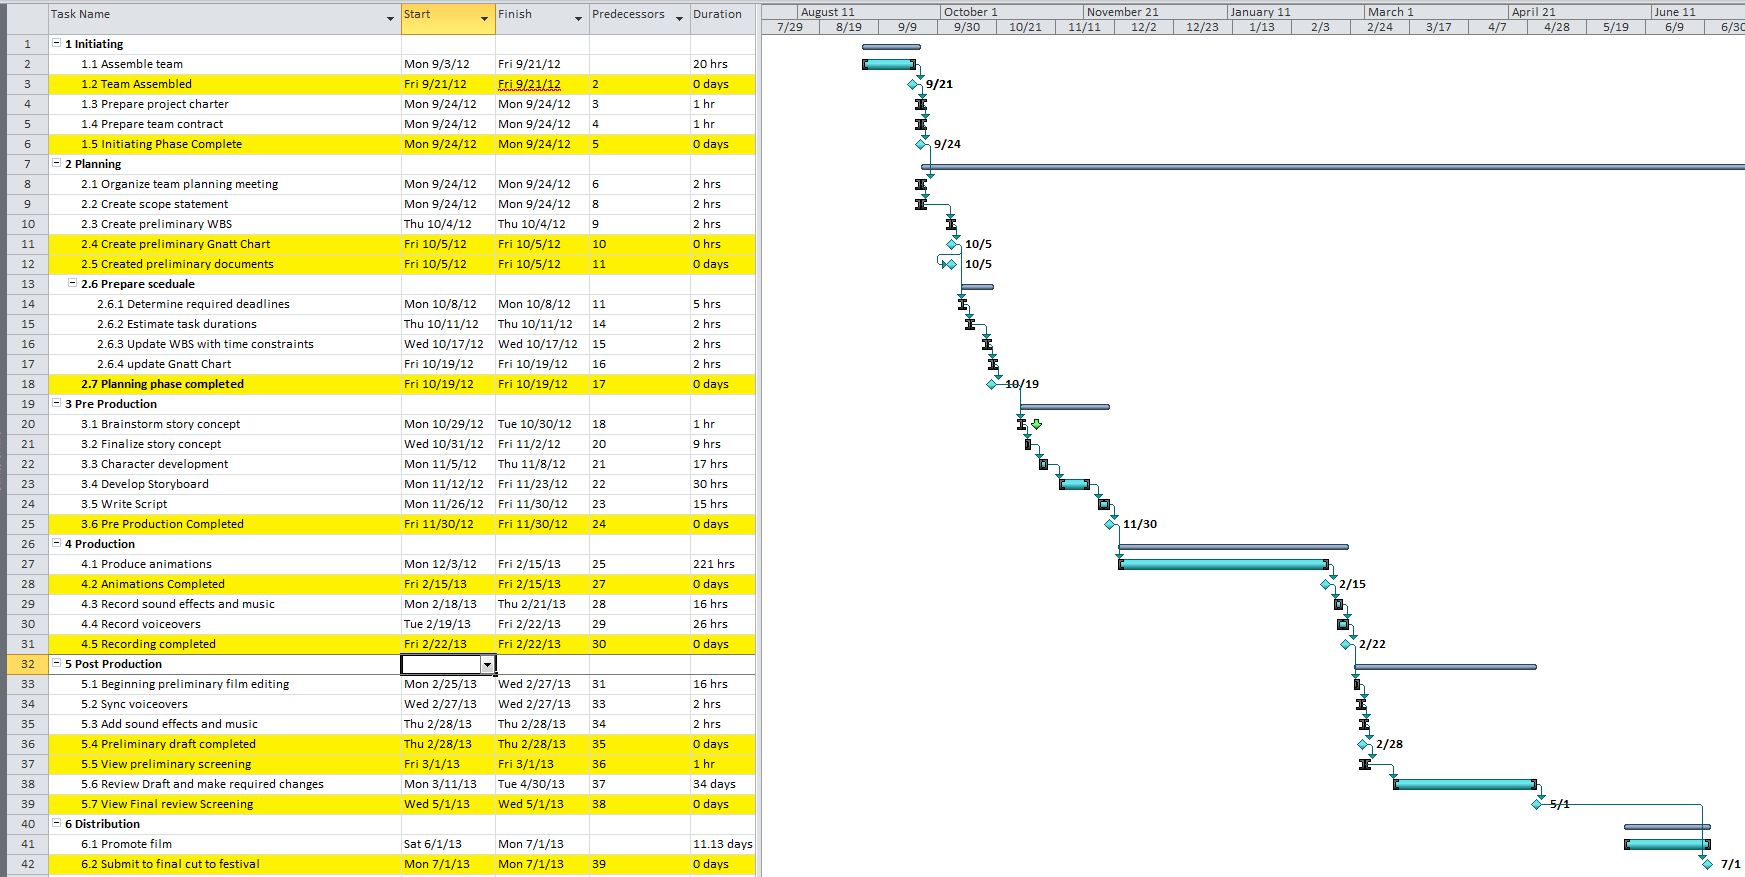 Task Name Start Finish Predecessors Duration August 11 October 1 November 21 January 11 March 1 April 21 June 11
7/29 8/19 9/9 9/30 10/21 11/11 12/2 12/23 1/13 2/3 2/24 3/17 4/7 4/28 5/19 6/9 6/30
1 1 Initiating
2 1.1 Assemble team Mon 9/3/12 Fri 9/21/12 20 hrs
3 1.2 Team Assembled Fri 9/21/12 Fri 9/21/12 2 0 days 9/21
4 1.3 Prepare project charter Mon 9/24/12 Mon 9/24/12 3 1 hr
5 1.4 Prepare team contract Mon 9/24/12 Mon 9/24/12 4 1 hr
6 1.5 Initiating Phase Complete Mon 9/24/12 Mon 9/24/12 5 0 days 9/24
7 2 Planning
8 2.1 Organize team planning meeting Mon 9/24/12 Mon 9/24/12 6 2 hrs
9 2.2 Create scope statement Mon 9/24/12 Mon 9/24/12 8 2 hrs
10 2.3 Create preliminary WBS Thu 10/4/12 Thu 10/4/12 9 2 hrs
11 2.4 Create preliminary Gnatt Chart Fri 10/5/12 Fri 10/5/12 10 0 hrs 10/5
12 2.5 Created preliminary documents Fri 10/5/12 Fri 10/5/12 11 0 days 10/5
13 2.6 Prepare sceduale
14 2.6.1 Determine required deadlines Mon 10/8/12 Mon 10/8/12 11 5 hrs
15 2.6.2 Estimate task durations Thu 10/11/12 Thu 10/11/12 14 2 hrs
16 2.6.3 Update WBS with time constraints Wed 10/17/12 Wed 10/17/12 15 2 hrs
17 2.6.4 update Gnatt Chart Fri 10/19/12 Fri 10/19/12 16 2 hrs
18 2.7 Planning phase completed Fri 10/19/12 Fri 10/19/12 17 0 days 10/19
19 3 Pre Production
20 3.1 Brainstorm story concept Mon 10/29/12 Tue 10/30/12 18 1 hr
21 3.2 Finalize story concept Wed 10/31/12 Fri 11/2/12 20 9 hrs
22 3.3 Character development Mon 11/5/12 Thu 11/8/12 21 17 hrs
23 3.4 Develop Storyboard Mon 11/12/12 Fri 11/23/12 22 30 hrs
24 3.5 Write Script Mon 11/26/12 Fri 11/30/12 23 15 hrs
25 3.6 Pre Production Completed Fri 11/30/12 Fri 11/30/12 24 0 days 11/30
26 4 Production
27 4.1 Produce animations Mon 12/3/12 Fri 2/15/13 25 221 hrs
28 4.2 Animations Completed Fri 2/15/13 Fri 2/15/13 27 0 days 2/15
29 4.3 Record sound effects and music Mon 2/18/13 Thu 2/21/13 28 16 hrs
30 4.4 Record voiceovers Tue 2/19/13 Fri 2/22/13 29 26 hrs
31 4.5 Recording completed Fri 2/22/13 Fri 2/22/13 30 0 days 2/22
32 5 Post Production
33 5.1 Beginning preliminary film editing Mon 2/25/13 Wed 2/27/13 31 16 hrs
34 5.2 Sync voiceovers Wed 2/27/13 Wed 2/27/13 33 2 hrs
35 5.3 Add sound effects and music Thu 2/28/13 Thu 2/28/13 34 2 hrs
36 5.4 Preliminary draft completed Thu 2/28/13 Thu 2/28/13 35 0 days 2/28
37 5.5 View preliminary screening Fri 3/1/13 Fri 3/1/13 36 1 hr
38 5.6 Review Draft and make required changes Mon 3/11/13 Tue 4/30/13 37 34 days
39 5.7 View Final review Screening Wed 5/1/13 Wed 5/1/13 38 0 days 5/1
40 6 Distribution
41 6.1 Promote film Sat 6/1/13 Mon 7/1/13 11.13 days
42 6.2 Submit to final cut to festival Mon 7/1/13 Mon 7/1/13 39 0 days 7/1